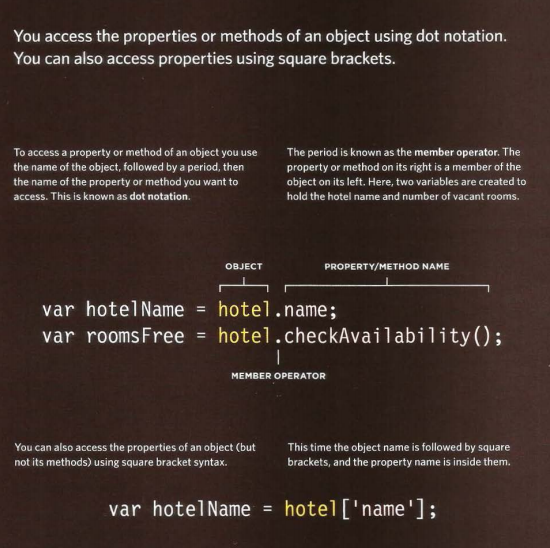 You access the properties or methods of an object using dot notation.
You can also access properties using square brackets.
To access a property or method of an object you use
the name of the object, followed by a period, then
the name of the property or method you want to
access. This is known as dot notation.
The period is known as the member operator. The
property or method on its right is a member of the
object on its left. Here, two variables are created to
hold the hotel name and number of vacant rooms.
OBJECT
PROPERTY/METHOD NAME
var hotelName = hotel.name;
var roomsFree = hotel.checkAvailability();
MEMBER OPERATOR
You can also access the properties of an object (but
not its methods) using square bracket syntax.
This time the object name is followed by square
brackets, and the property name is inside them.
var hotelName = hotel['name'];